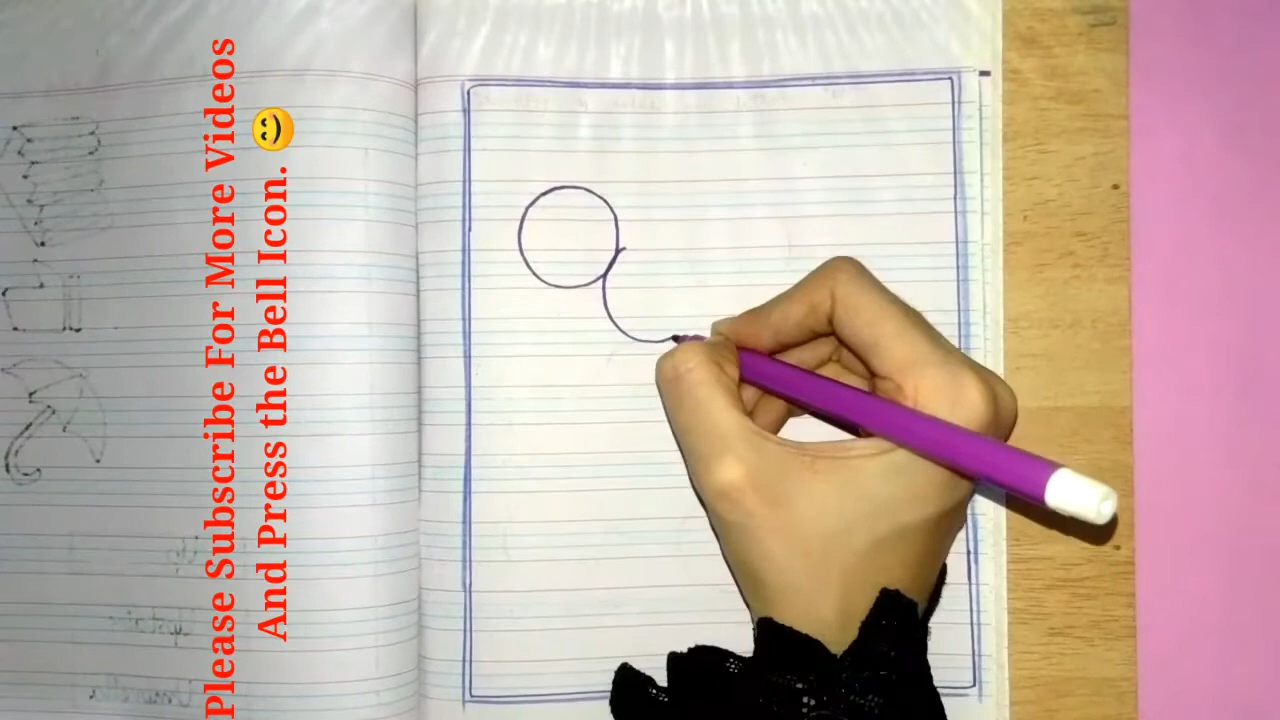 Please Subscribe For More Videos
And Press the Bell Icon. 😊